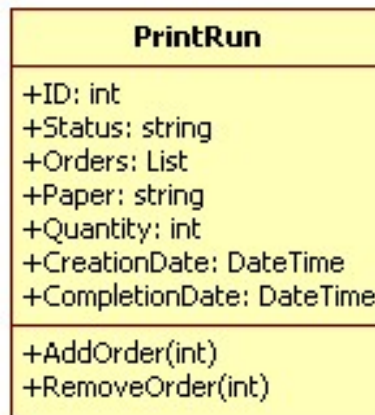 PrintRun
+ID: int
+Status: string
+Orders: List
+Paper: string
+Quantity: int
+CreationDate: DateTime
+CompletionDate: DateTime
+AddOrder(int)
+RemoveOrder(int)